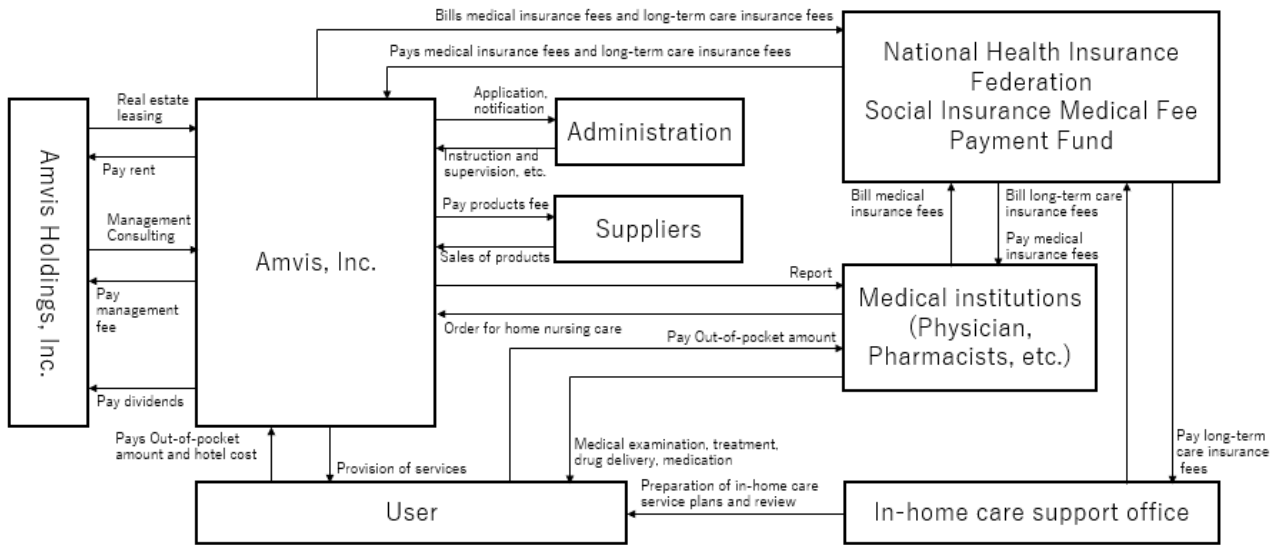 Bills medical insurance fees and long-term care insurance fees
Pays medical insurance fees and long-term care insurance fees
National Health Insurance
Federation
Social Insurance Medical Fee
Payment Fund
Real estate
leasing
Pay rent
Management
Consulting
Pay
management
fee
Pay dividends
Amvis Holdings, Inc.
Amvis, Inc.
Application,
notification
Administration
Instruction and
supervision, etc.
Pay products fee
Suppliers
Sales of products
Bill medical
insurance fees
Bill long-term care
insurance fees
Pay medical
insurance fees
Report
Order for home nursing care
Medical institutions
(Physician,
Pharmacists, etc.)
Pay Out-of-pocket amount
Pays Out-of-pocket
amount and hotel cost
Provision of services
Medical examination, treatment,
drug delivery, medication
Pay long-term
care insurance
fees
Preparation of in-home care
service plans and review
User
In-home care support office